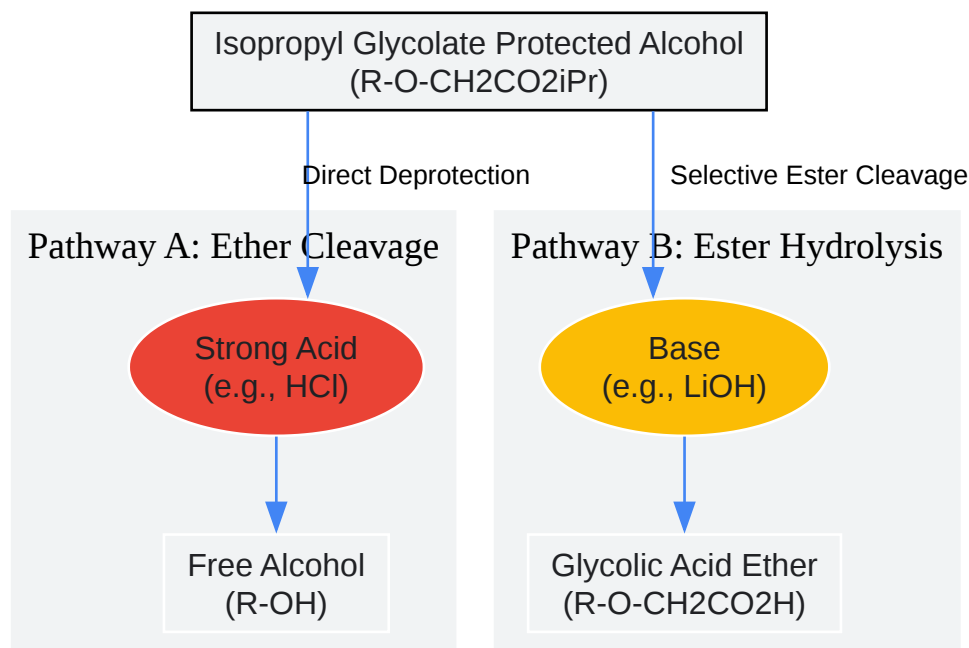 Isopropyl Glycolate Protected Alcohol
(R-O-CH2CO2iPr)
Direct Deprotection
Selective Ester Cleavage
Pathway A: Ether Cleavage
Pathway B: Ester Hydrolysis
Strong Acid
(e.g., HCl)
Base
(e.g., LiOH)
Free Alcohol
(R-OH)
Glycolic Acid Ether
(R-O-CH2CO2H)